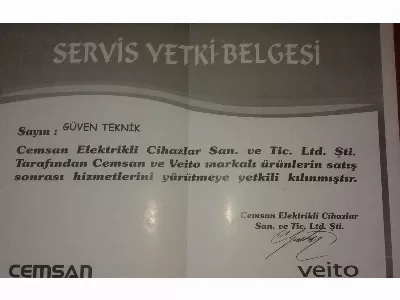 SERVİS YETKİ BELGESİ
Sayın : GÜVEN TEKNİK
Cemsan Elektrikli Cihazlar San. ve Tic. Ltd. Şti.
Tarafından Cemsan ve Veito markalı ürünlerin satış
sonrası hizmetlerini yürütmeye yetkili kılınmıştır.
Cemsan Elektrikli Cihazlar
San. ve Tic. Ltd. Şti.
CEMSAN veito